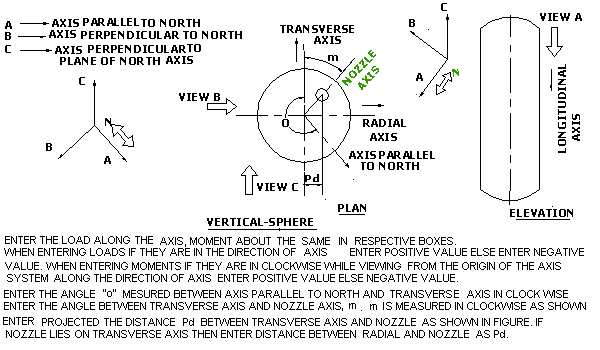 A → AXIS PARALLEL TO NORTH
B → AXIS PERPENDICULAR TO NORTH
C → AXIS PERPENDICULAR TO
PLANE OF NORTH AXIS
C
N
B
A
TRANSVERSE
AXIS
m
NOZZLE
AXIS
VIEW B
O
RADIAL
AXIS
AXIS PARALLEL
TO NORTH
Pd
VIEW C
PLAN
VERTICAL-SPHERE
C
B
A
N
VIEW A
LONGITUDINAL
AXIS
ELEVATION
ENTER THE LOAD ALONG THE AXIS, MOMENT ABOUT THE SAME IN RESPECTIVE BOXES.
WHEN ENTERING LOADS IF THEY ARE IN THE DIRECTION OF AXIS ENTER POSITIVE VALUE ELSE ENTER NEGATIVE
VALUE. WHEN ENTERING MOMENTS IF THEY ARE IN CLOCKWISE WHILE VIEWING FROM THE ORIGIN OF THE AXIS
SYSTEM ALONG THE DIRECTION OF AXIS ENTER POSITIVE VALUE ELSE NEGATIVE VALUE.
ENTER THE ANGLE "o" MESURED BETWEEN AXIS PARALLEL TO NORTH AND TRANSVERSE AXIS IN CLOCK WISE
ENTER THE ANGLE BETWEEN TRANSVERSE AXIS AND NOZZLE AXIS, m . m IS MEASURED IN CLOCKWISE AS SHOWN
ENTER PROJECTED THE DISTANCE Pd BETWEEN TRANSVERSE AXIS AND NOZZLE AS SHOWN IN FIGURE. IF
NOZZLE LIES ON TRANSVERSE AXIS THEN ENTER DISTANCE BETWEEN RADIAL AND NOZZLE AS Pd.